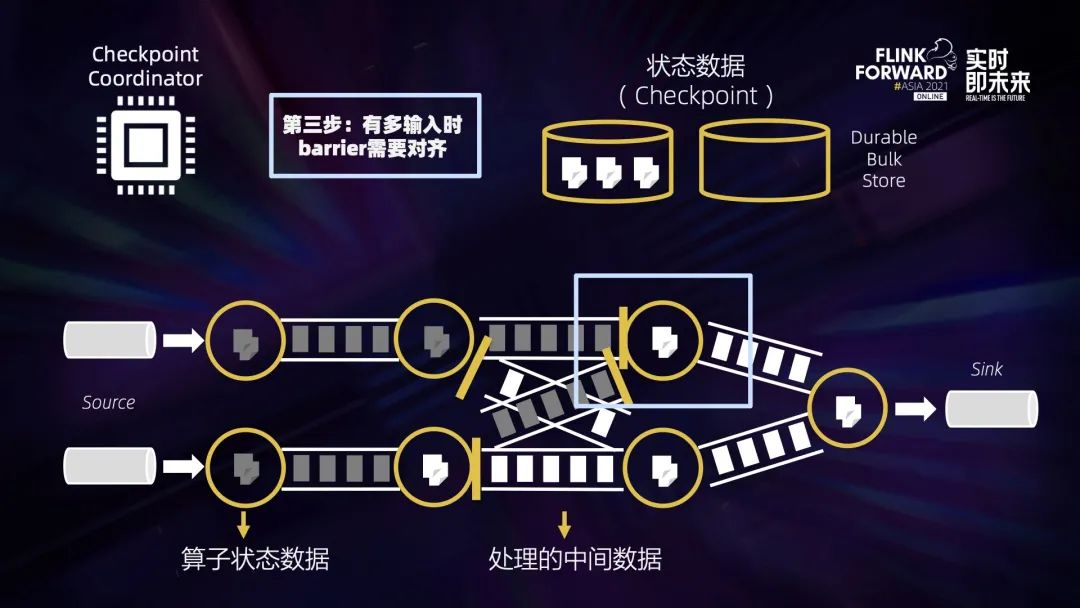 Checkpoint
Coordinator
第三步：有多输入时
barrier需要对齐
状态数据
( Checkpoint )
Durable
Bulk
Store
FLINK
FORWARD
#ASIA 2021
ONLINE
实时
即未来
REAL-TIME IS THE FUTURE
Source
Sink
算子状态数据
处理的中间数据